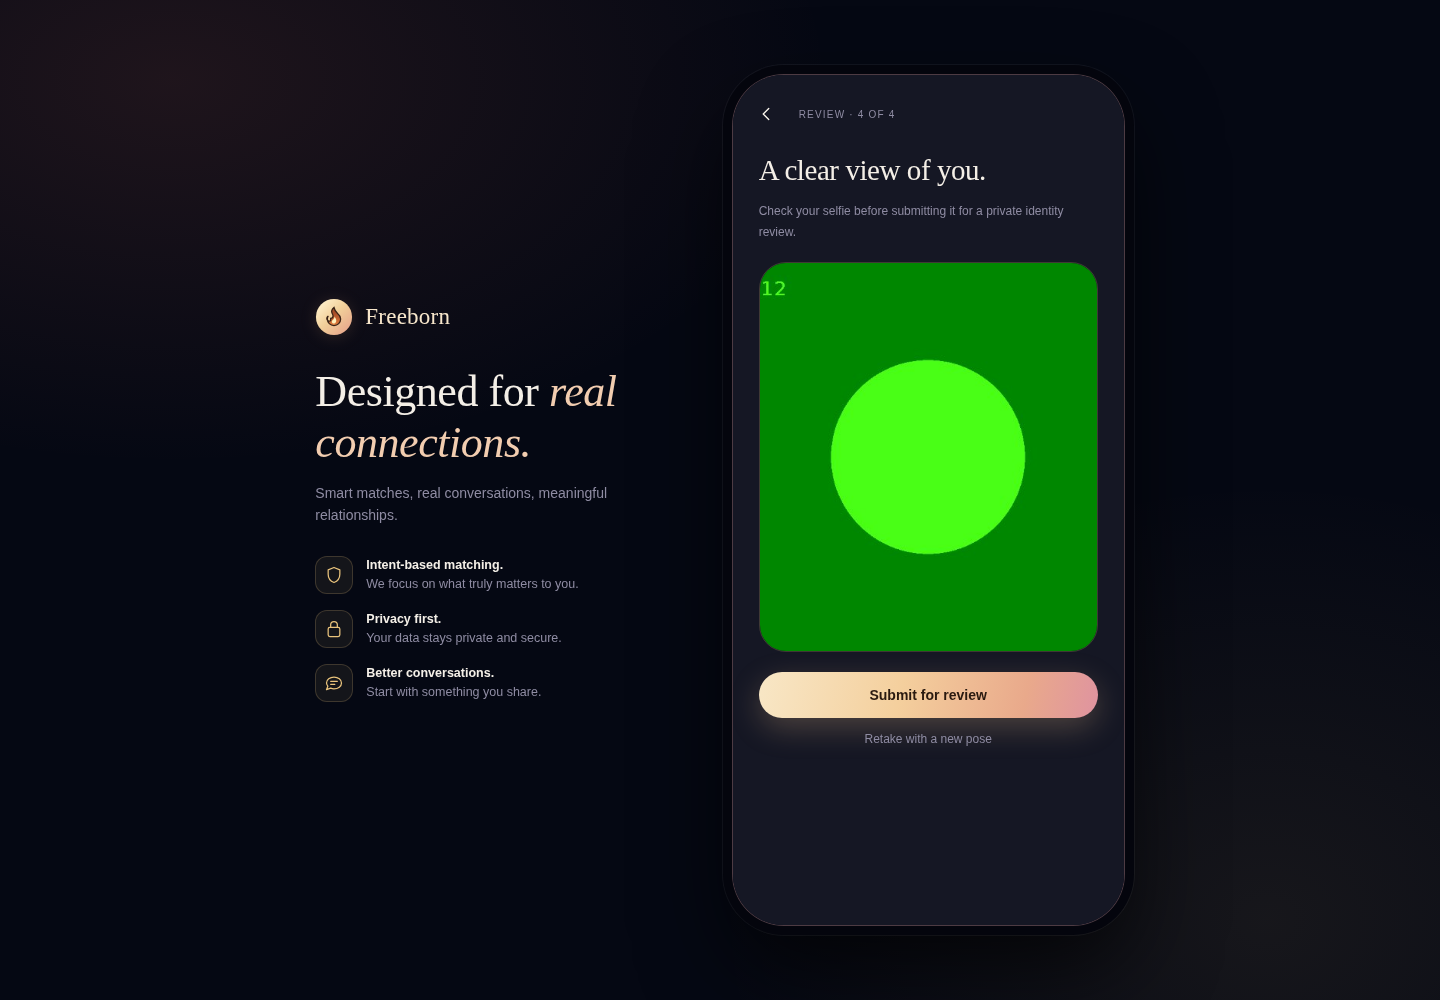 Freeborn
Designed for real
connections.
Smart matches, real conversations, meaningful
relationships.
Intent-based matching.
We focus on what truly matters to you.
Privacy first.
Your data stays private and secure.
Better conversations.
Start with something you share.
REVIEW · 4 OF 4
A clear view of you.
Check your selfie before submitting it for a private identity
review.
12
Submit for review
Retake with a new pose